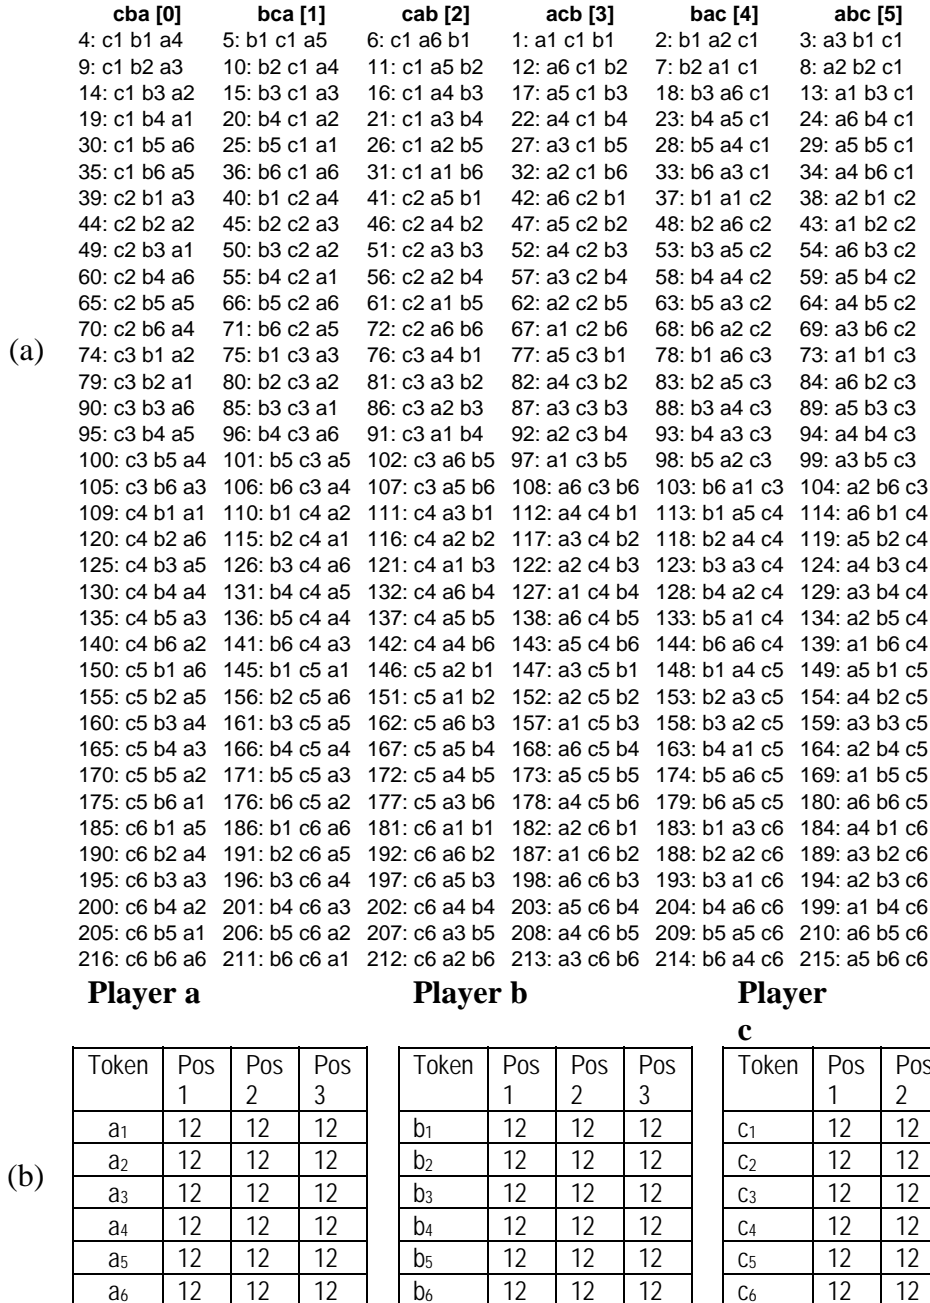 cba [0] bca [1] cab [2] acb [3] bac [4] abc [5]
4: c1 b1 a4 5: b1 c1 a5 6: c1 a6 b1 1: a1 c1 b1 2: b1 a2 c1 3: a3 b1 c1
9: c1 b2 a3 10: b2 c1 a4 11: c1 a5 b2 12: a6 c1 b2 7: b2 a1 c1 8: a2 b2 c1
14: c1 b3 a2 15: b3 c1 a3 16: c1 a4 b3 17: a5 c1 b3 18: b3 a6 c1 13: a1 b3 c1
19: c1 b4 a1 20: b4 c1 a2 21: c1 a3 b4 22: a4 c1 b4 23: b4 a5 c1 24: a6 b4 c1
30: c1 b5 a6 25: b5 c1 a1 26: c1 a2 b5 27: a3 c1 b5 28: b5 a4 c1 29: a5 b5 c1
35: c1 b6 a5 36: b6 c1 a6 31: c1 a1 b6 32: a2 c1 b6 33: b6 a3 c1 34: a4 b6 c1
39: c2 b1 a3 40: b1 c2 a4 41: c2 a5 b1 42: a6 c2 b1 37: b1 a1 c2 38: a2 b1 c2
44: c2 b2 a2 45: b2 c2 a3 46: c2 a4 b2 47: a5 c2 b2 48: b2 a6 c2 43: a1 b2 c2
49: c2 b3 a1 50: b3 c2 a2 51: c2 a3 b3 52: a4 c2 b3 53: b3 a5 c2 54: a6 b3 c2
60: c2 b4 a6 55: b4 c2 a1 56: c2 a2 b4 57: a3 c2 b4 58: b4 a4 c2 59: a5 b4 c2
65: c2 b5 a5 66: b5 c2 a6 61: c2 a1 b5 62: a2 c2 b5 63: b5 a3 c2 64: a4 b5 c2
70: c2 b6 a4 71: b6 c2 a5 72: c2 a6 b6 67: a1 c2 b6 68: b6 a2 c2 69: a3 b6 c2
(a) 74: c3 b1 a2 75: b1 c3 a3 76: c3 a4 b1 77: a5 c3 b1 78: b1 a6 c3 73: a1 b1 c3
79: c3 b2 a1 80: b2 c3 a2 81: c3 a3 b2 82: a4 c3 b2 83: b2 a5 c3 84: a6 b2 c3
90: c3 b3 a6 85: b3 c3 a1 86: c3 a2 b3 87: a3 c3 b3 88: b3 a4 c3 89: a5 b3 c3
95: c3 b4 a5 96: b4 c3 a6 91: c3 a1 b4 92: a2 c3 b4 93: b4 a3 c3 94: a4 b4 c3
100: c3 b5 a4 101: b5 c3 a5 102: c3 a6 b5 97: a1 c3 b5 98: b5 a2 c3 99: a3 b5 c3
105: c3 b6 a3 106: b6 c3 a4 107: c3 a5 b6 108: a6 c3 b6 103: b6 a1 c3 104: a2 b6 c3
109: c4 b1 a1 110: b1 c4 a2 111: c4 a3 b1 112: a4 c4 b1 113: b1 a5 c4 114: a6 b1 c4
120: c4 b2 a6 115: b2 c4 a1 116: c4 a2 b2 117: a3 c4 b2 118: b2 a4 c4 119: a5 b2 c4
125: c4 b3 a5 126: b3 c4 a6 121: c4 a1 b3 122: a2 c4 b3 123: b3 a3 c4 124: a4 b3 c4
130: c4 b4 a4 131: b4 c4 a5 132: c4 a6 b4 127: a1 c4 b4 128: b4 a2 c4 129: a3 b4 c4
135: c4 b5 a3 136: b5 c4 a4 137: c4 a5 b5 138: a6 c4 b5 133: b5 a1 c4 134: a2 b5 c4
140: c4 b6 a2 141: b6 c4 a3 142: c4 a4 b6 143: a5 c4 b6 144: b6 a6 c4 139: a1 b6 c4
150: c5 b1 a6 145: b1 c5 a1 146: c5 a2 b1 147: a3 c5 b1 148: b1 a4 c5 149: a5 b1 c5
155: c5 b2 a5 156: b2 c5 a6 151: c5 a1 b2 152: a2 c5 b2 153: b2 a3 c5 154: a4 b2 c5
160: c5 b3 a4 161: b3 c5 a5 162: c5 a6 b3 157: a1 c5 b3 158: b3 a2 c5 159: a3 b3 c5
165: c5 b4 a3 166: b4 c5 a4 167: c5 a5 b4 168: a6 c5 b4 163: b4 a1 c5 164: a2 b4 c5
170: c5 b5 a2 171: b5 c5 a3 172: c5 a4 b5 173: a5 c5 b5 174: b5 a6 c5 169: a1 b5 c5
175: c5 b6 a1 176: b6 c5 a2 177: c5 a3 b6 178: a4 c5 b6 179: b6 a5 c5 180: a6 b6 c5
185: c6 b1 a5 186: b1 c6 a6 181: c6 a1 b1 182: a2 c6 b1 183: b1 a3 c6 184: a4 b1 c6
190: c6 b2 a4 191: b2 c6 a5 192: c6 a6 b2 187: a1 c6 b2 188: b2 a2 c6 189: a3 b2 c6
195: c6 b3 a3 196: b3 c6 a4 197: c6 a5 b3 198: a6 c6 b3 193: b3 a1 c6 194: a2 b3 c6
200: c6 b4 a2 201: b4 c6 a3 202: c6 a4 b4 203: a5 c6 b4 204: b4 a6 c6 199: a1 b4 c6
205: c6 b5 a1 206: b5 c6 a2 207: c6 a3 b5 208: a4 c6 b5 209: b5 a5 c6 210: a6 b5 c6
216: c6 b6 a6 211: b6 c6 a1 212: c6 a2 b6 213: a3 c6 b6 214: b6 a4 c6 215: a5 b6 c6
Player a Player b Player
c
Token Pos Pos Pos Token Pos Pos Pos Token Pos Pos
1 2 3 1 2 3 1 2
a1 12 12 12 b1 12 12 12 c1 12 12
(b) a2 12 12 12 b2 12 12 12 c2 12 12
a3 12 12 12 b3 12 12 12 c3 12 12
a4 12 12 12 b4 12 12 12 c4 12 12
a5 12 12 12 b5 12 12 12 c5 12 12
a6 12 12 12 b6 12 12 12 c6 12 12